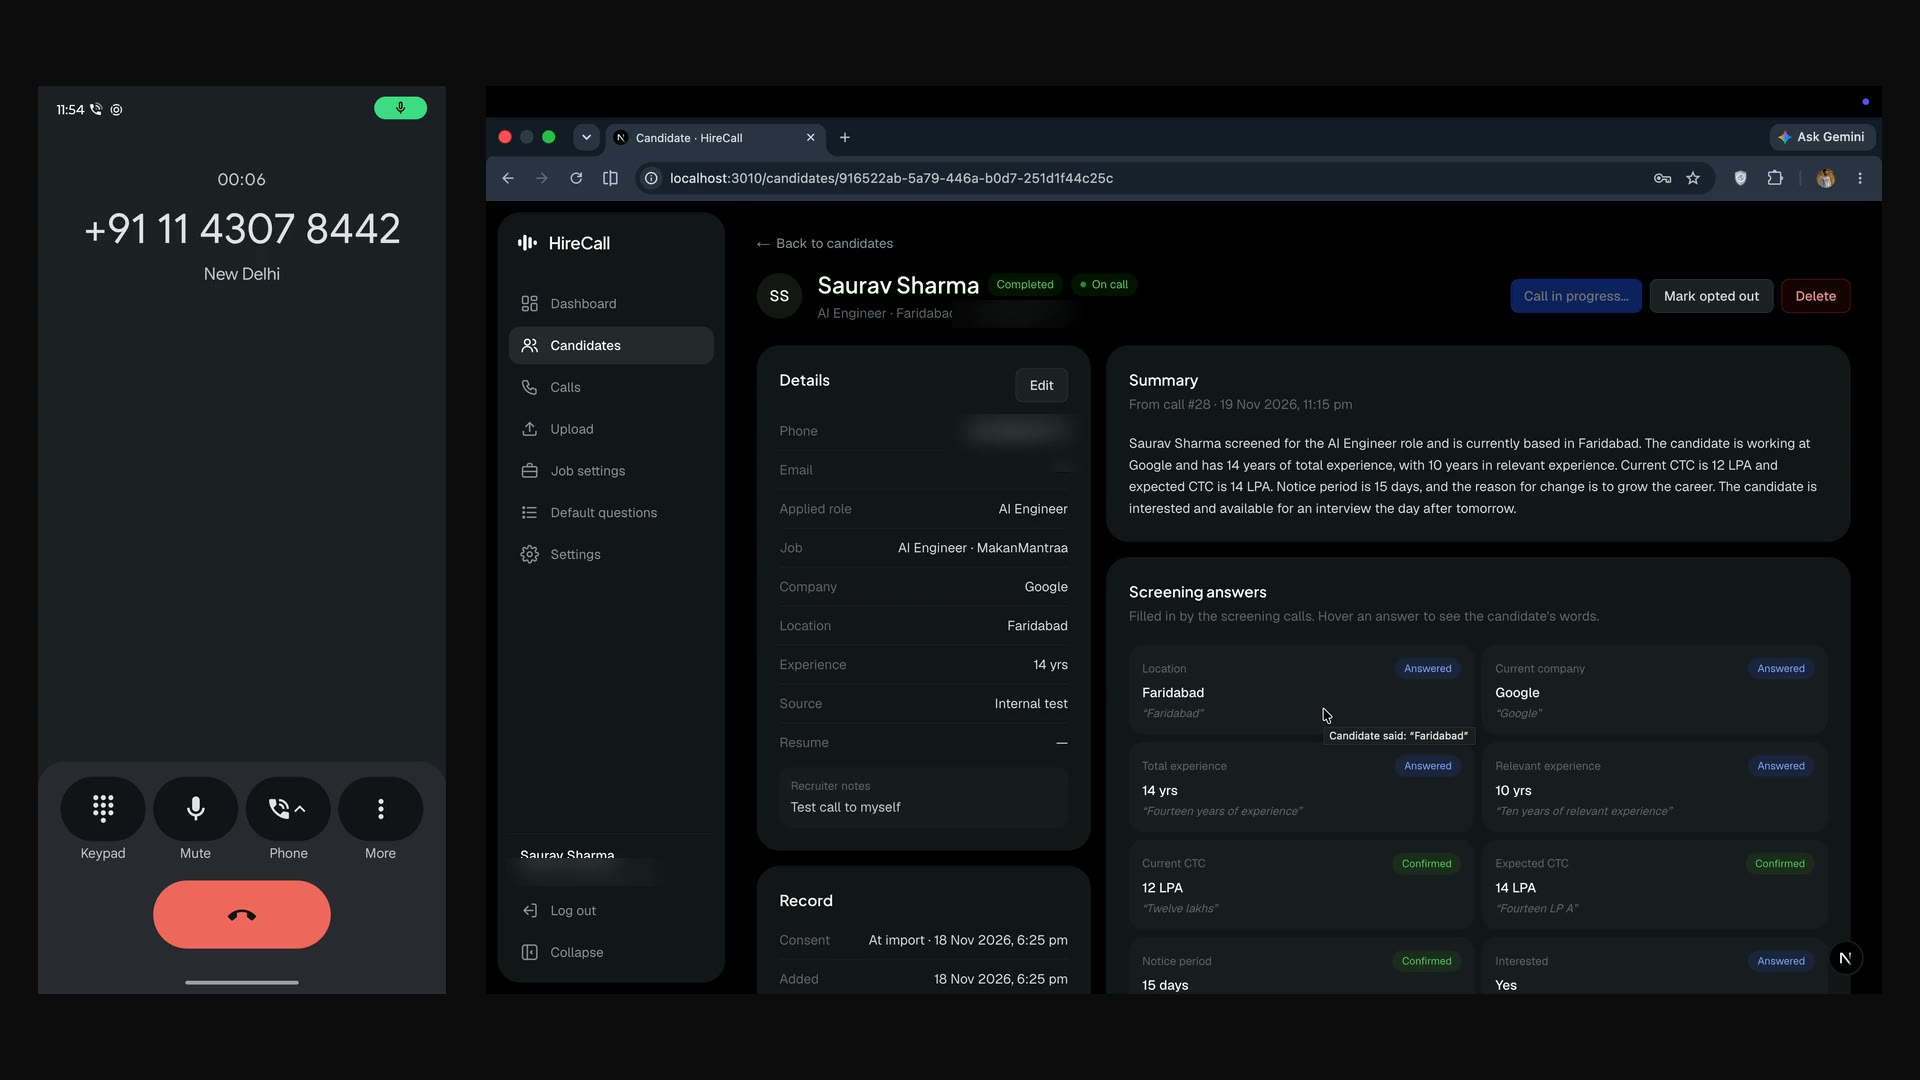 11:54
00:06
+91 11 4307 8442
New Delhi
Keypad
Mute
Phone
More
Candidate · HireCall
Ask Gemini
localhost:3010/candidates/916522ab-5a79-446a-b0d7-251d1f44c25c
HireCall
Dashboard
Candidates
Calls
Upload
Job settings
Default questions
Settings
Saurav Sharma
Log out
Collapse
← Back to candidates
SS
Saurav Sharma
Completed
On call
AI Engineer · Faridabad
Call in progress...
Mark opted out
Delete
Details
Edit
Phone
Email
Applied role AI Engineer
Job AI Engineer · MakanMantraa
Company Google
Location Faridabad
Experience 14 yrs
Source Internal test
Resume —
Recruiter notes
Test call to myself
Record
Consent At import · 18 Nov 2026, 6:25 pm
Added 18 Nov 2026, 6:25 pm
Summary
From call #28 · 19 Nov 2026, 11:15 pm
Saurav Sharma screened for the AI Engineer role and is currently based in Faridabad. The candidate is working at
Google and has 14 years of total experience, with 10 years in relevant experience. Current CTC is 12 LPA and
expected CTC is 14 LPA. Notice period is 15 days, and the reason for change is to grow the career. The candidate is
interested and available for an interview the day after tomorrow.
Screening answers
Filled in by the screening calls. Hover an answer to see the candidate's words.
Location Answered
Faridabad
“Faridabad”
Candidate said: “Faridabad”
Current company Answered
Google
“Google”
Total experience Answered
14 yrs
“Fourteen years of experience”
Relevant experience
10 yrs
“Ten years of relevant experience”
Current CTC Confirmed
12 LPA
“Twelve lakhs”
Expected CTC Confirmed
14 LPA
“Fourteen LP A”
Notice period Confirmed
15 days
Interested Answered
Yes
N